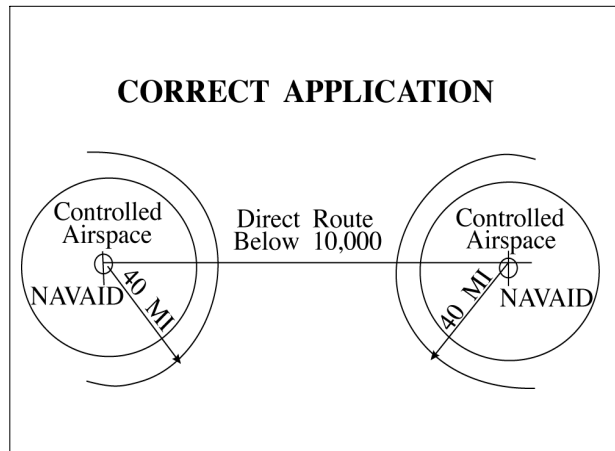 CORRECT APPLICATION
Controlled
Airspace
NAVAID
40 MI
Direct Route
Below 10,000
Controlled
Airspace
NAVAID
40 MI